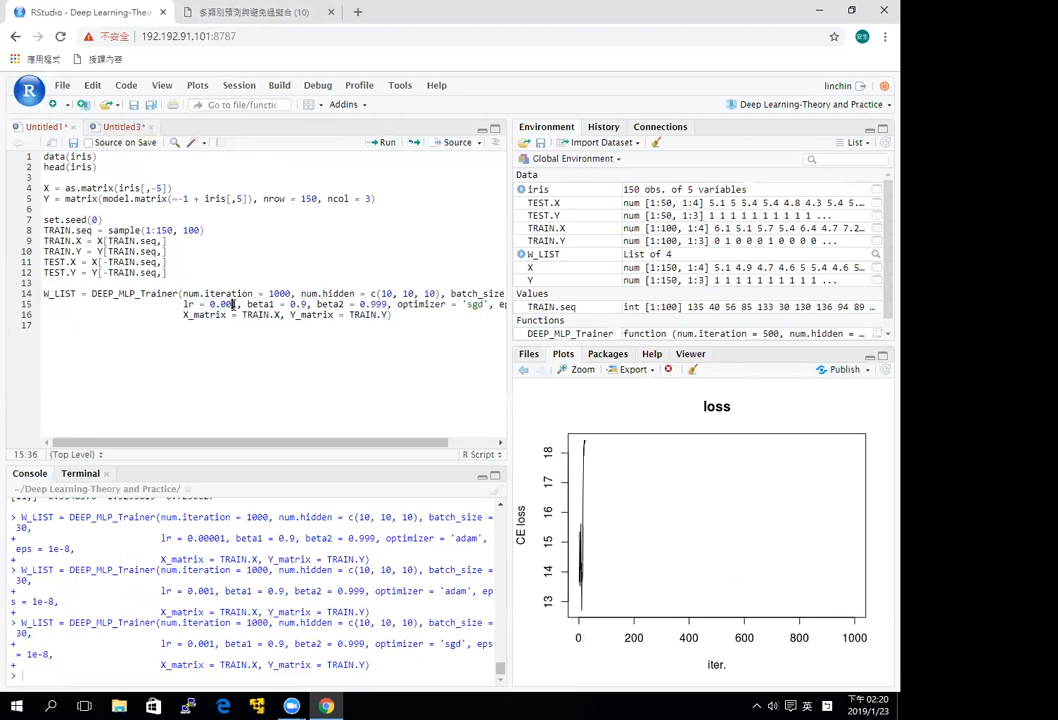 RStudio - Deep Learning-Theo
多類別預測與避免過擬合 (10)
不安全
192.192.91.101:8787
應用程式
授課內容
File Edit Code View Plots Session Build Debug Profile Tools Help
linchin
Go to file/functic
Addins
Deep Learning-Theory and Practice
Untitled1*
Untitled3*
Source on Save
Run
Source
1 data(iris)
2 head(iris)
3
4 X = as.matrix(iris[,-5])
5 Y = matrix(model.matrix(~-1 + iris[,5]), nrow = 150, ncol = 3)
6
7 set.seed(0)
8 TRAIN.seq = sample(1:150, 100)
9 TRAIN.X = X[TRAIN.seq,]
10 TRAIN.Y = Y[TRAIN.seq,]
11 TEST.X = X[-TRAIN.seq,]
12 TEST.Y = Y[-TRAIN.seq,]
13
14 W_LIST = DEEP_MLP_Trainer(num.iteration = 1000, num.hidden = c(10, 10, 10), batch_size
15 lr = 0.001, beta1 = 0.9, beta2 = 0.999, optimizer = 'sgd', ep
16 X_matrix = TRAIN.X, Y_matrix = TRAIN.Y)
17
15:36 (Top Level) R Script
Console Terminal
~/Deep Learning-Theory and Practice/
> W_LIST = DEEP_MLP_Trainer(num.iteration = 1000, num.hidden = c(10, 10, 10), batch_size =
30,
+ lr = 0.00001, beta1 = 0.9, beta2 = 0.999, optimizer = 'adam',
eps = 1e-8,
+ X_matrix = TRAIN.X, Y_matrix = TRAIN.Y)
> W_LIST = DEEP_MLP_Trainer(num.iteration = 1000, num.hidden = c(10, 10, 10), batch_size =
30,
+ lr = 0.001, beta1 = 0.9, beta2 = 0.999, optimizer = 'adam', ep
s = 1e-8,
+ X_matrix = TRAIN.X, Y_matrix = TRAIN.Y)
> W_LIST = DEEP_MLP_Trainer(num.iteration = 1000, num.hidden = c(10, 10, 10), batch_size =
30,
+ lr = 0.001, beta1 = 0.9, beta2 = 0.999, optimizer = 'sgd', eps
= 1e-8,
+ X_matrix = TRAIN.X, Y_matrix = TRAIN.Y)
>
Environment History Connections
Import Dataset
List
Global Environment
Data
iris 150 obs. of 5 variables
TEST.X num [1:50, 1:4] 5.1 5 5.4 5.4 4.8 4.3 5.4 5…
TEST.Y num [1:50, 1:3] 1 1 1 1 1 1 1 1 1 1 ...
TRAIN.X num [1:100, 1:4] 6.1 5.1 5.7 5.4 6.4 4.7 7.2…
TRAIN.Y num [1:100, 1:3] 0 1 0 0 0 1 0 0 0 0 ...
W_LIST List of 4
X num [1:150, 1:4] 5.1 4.9 4.7 4.6 5 5.4 4.6 5…
Y num [1:150, 1:3] 1 1 1 1 1 1 1 1 1 1 ...
Values
TRAIN.seq int [1:100] 135 40 56 85 133 30 130 136 94 89 …
Functions
DEEP_MLP_Trainer function (num.iteration = 500, num.hidden = …
Files Plots Packages Help Viewer
Zoom Export Publish
loss
CE loss
18
17
16
15
14
13
0 200 400 600 800 1000
iter.
英
下午 02:20
2019/1/23